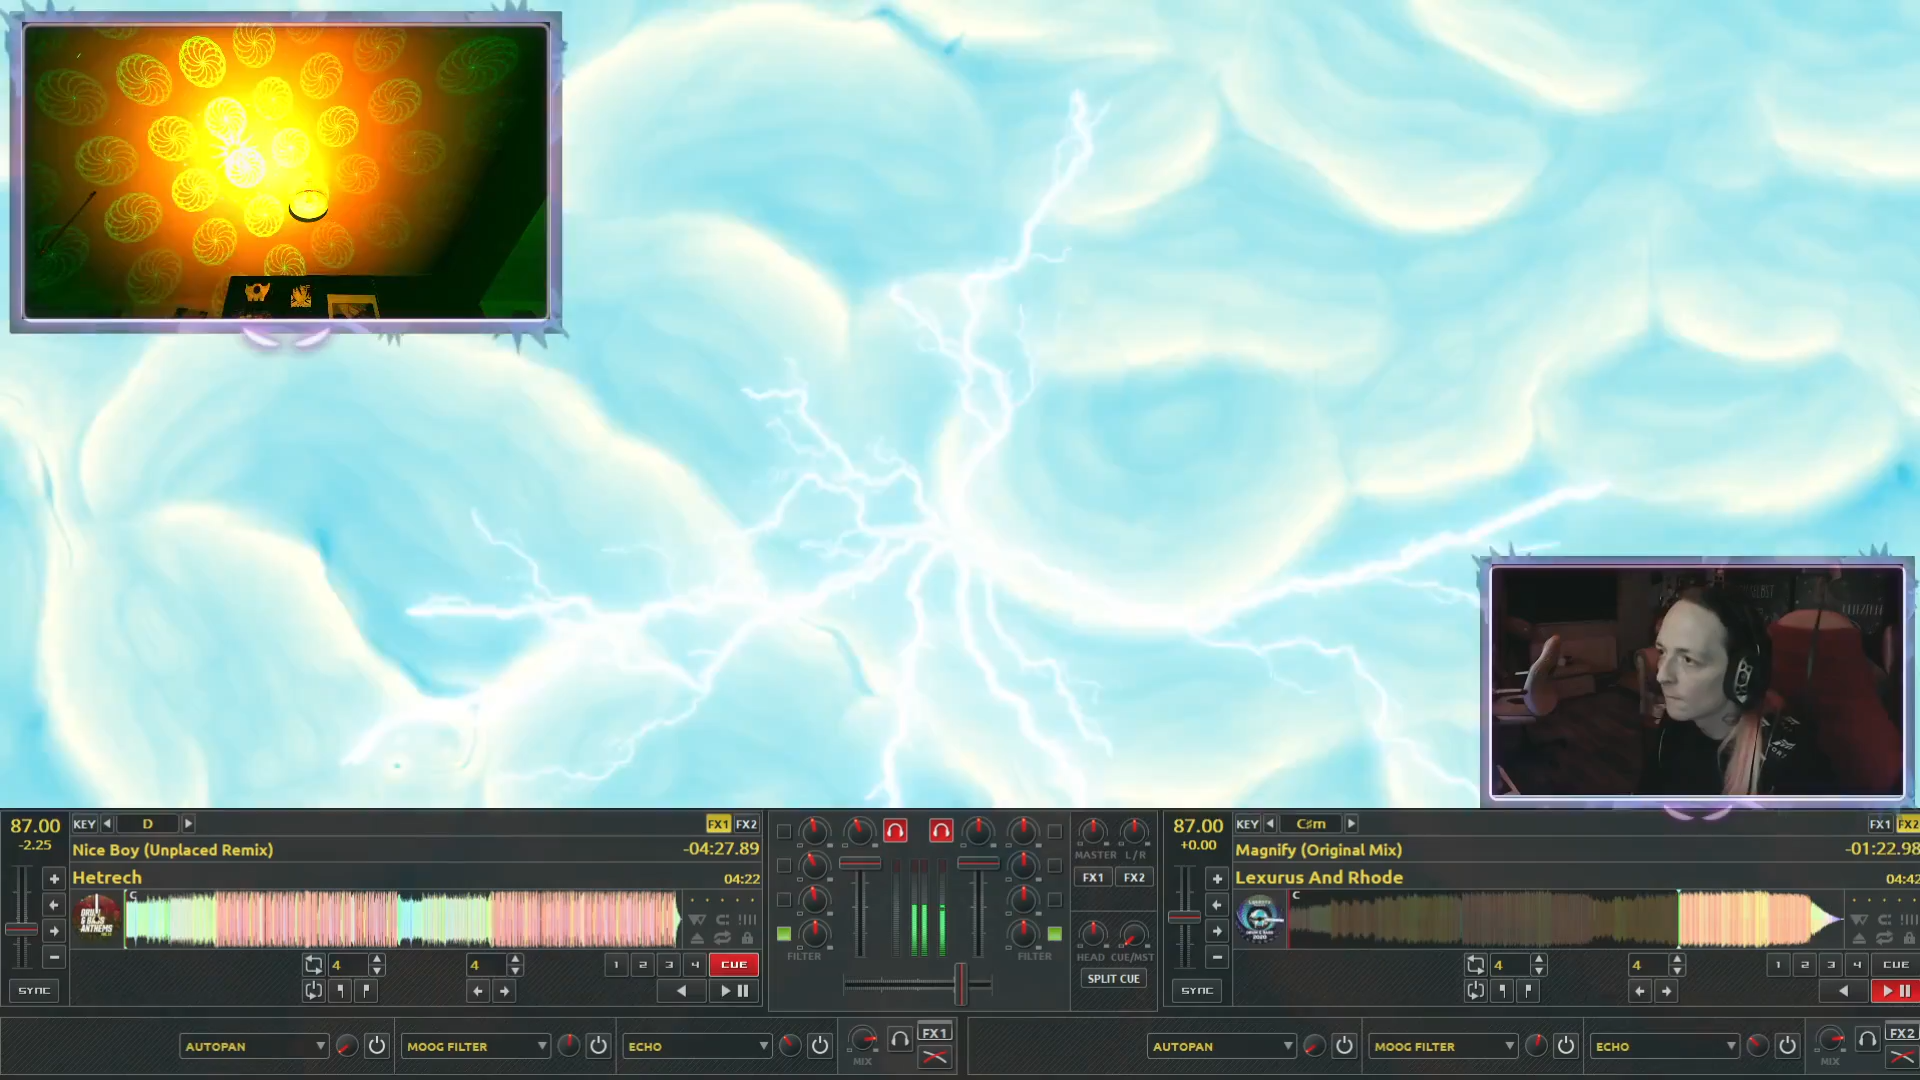 87.00
-2.25
KEY
D
FX1 FX2
Nice Boy (Unplaced Remix)
-04:27.89
Hetrech
04:22
C
DRUM & BASS ANTHEMS
4
4
1 2 3 4 CUE
SYNC
FILTER
FILTER
MASTER L/R
FX1 FX2
HEAD CUE/MST
SPLIT CUE
87.00
+0.00
KEY
C♯m
FX1 FX2
Magnify (Original Mix)
-01:22.98
Lexurus And Rhode
04:42
C
4
4
1 2 3 4 CUE
SYNC
AUTOPAN
MOOG FILTER
ECHO
MIX
FX1
AUTOPAN
MOOG FILTER
ECHO
MIX
FX2